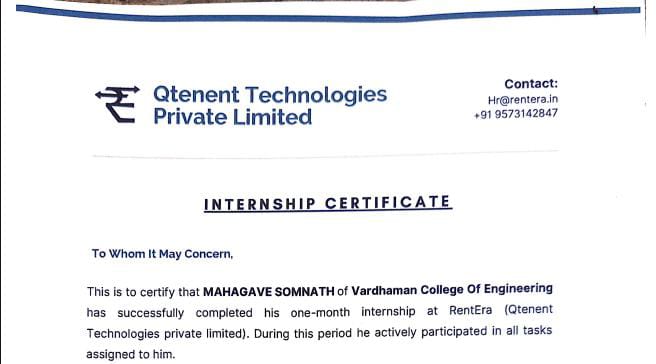 Qtenent Technologies
Private Limited
Contact:
Hr@rentera.in
+91 9573142847
INTERNSHIP CERTIFICATE
To Whom It May Concern,
This is to certify that MAHAGAVE SOMNATH of Vardhaman College Of Engineering
has successfully completed his one-month internship at RentEra (Qtenent
Technologies private limited). During this period he actively participated in all tasks
assigned to him.